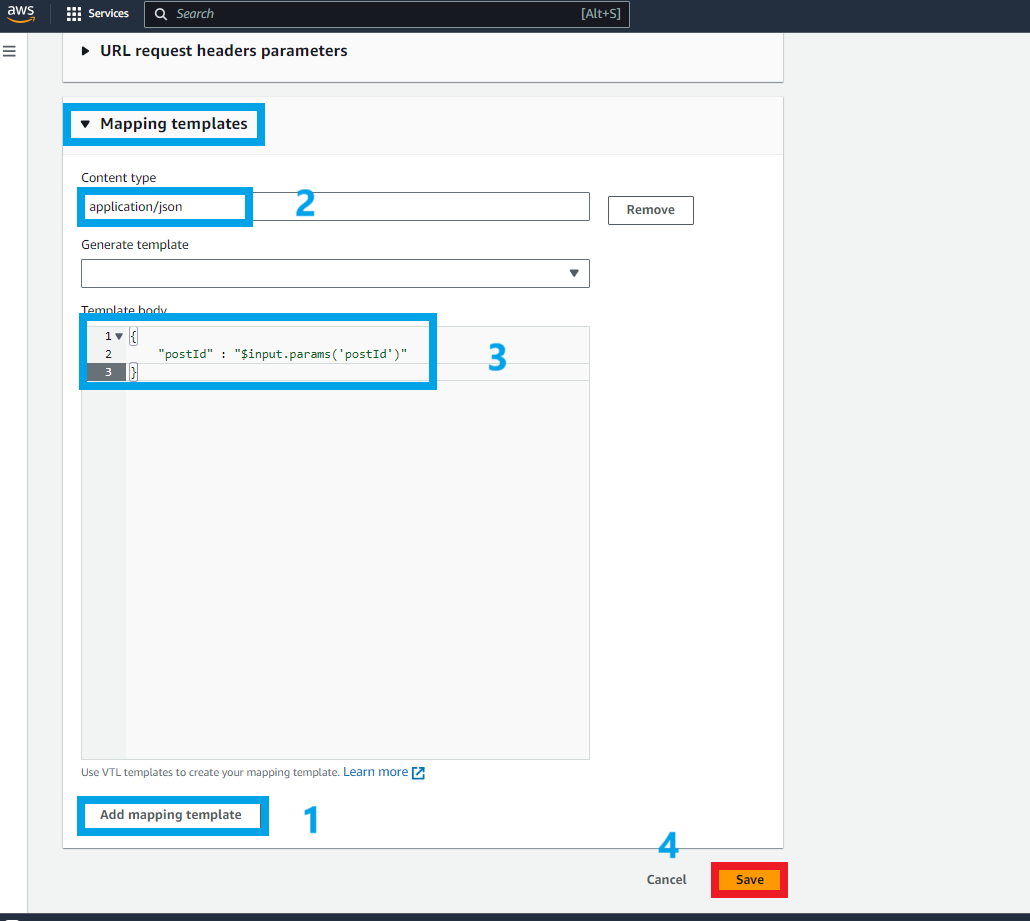 aws
Services
Search
[Alt+S]
URL request headers parameters
Mapping templates
Content type
application/json
2
Remove
Generate template
Template body
1 {
2 "postId" : "$input.params('postId')"
3 }
3
Use VTL templates to create your mapping template. Learn more
Add mapping template
1
4
Cancel
Save